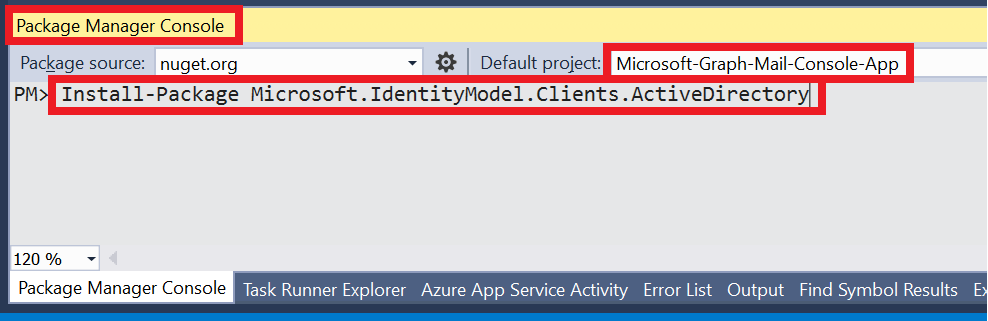 Package Manager Console
Package source: nuget.org Default project: Microsoft-Graph-Mail-Console-App
PM> Install-Package Microsoft.IdentityModel.Clients.ActiveDirectory
120 %
Package Manager Console Task Runner Explorer Azure App Service Activity Error List Output Find Symbol Results Ex